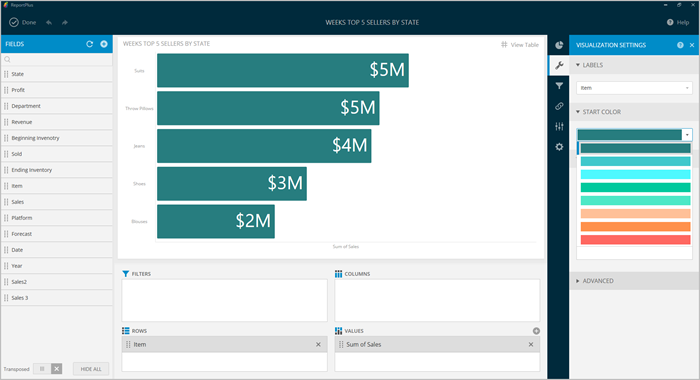 ReportPlus
Done
WEEKS TOP 5 SELLERS BY STATE
Help
FIELDS
State
Profit
Department
Revenue
Beginning Invenotry
Sold
Ending Inventory
Item
Sales
Platform
Forecast
Date
Year
Sales2
Sales 3
Transposed
HIDE ALL
WEEKS TOP 5 SELLERS BY STATE
View Table
Suits $5M
Throw Pillows $5M
Jeans $4M
Shoes $3M
Blouses $2M
Sum of Sales
FILTERS
COLUMNS
ROWS
Item
VALUES
Sum of Sales
VISUALIZATION SETTINGS
LABELS
Item
START COLOR
ADVANCED